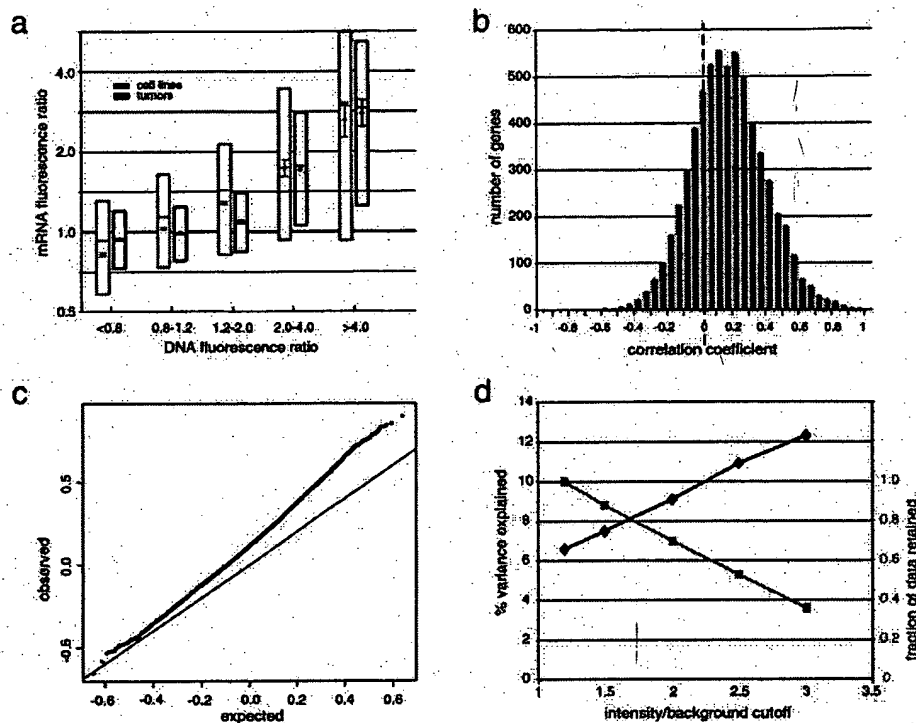 a
mRNA fluorescence ratio
4.0
2.0
1.0
0.5
cell lines
tumors
<0.8 0.8-1.2 1.2-2.0 2.0-4.0 >4.0
DNA fluorescence ratio
b
number of genes
600
500
400
300
200
100
0
-1 -0.8 -0.6 -0.4 -0.2 0 0.2 0.4 0.6 0.8 1
correlation coefficient
c
observed
0.5
0.0
-0.5
-0.6 -0.4 -0.2 0.0 0.2 0.4 0.6
expected
d
% variance explained
14
12
10
8
6
4
2
0
1 1.5 2 2.5 3 3.5
intensity/background cutoff
1.0
0.8
0.6
0.4
0.2
0
fraction of data retained